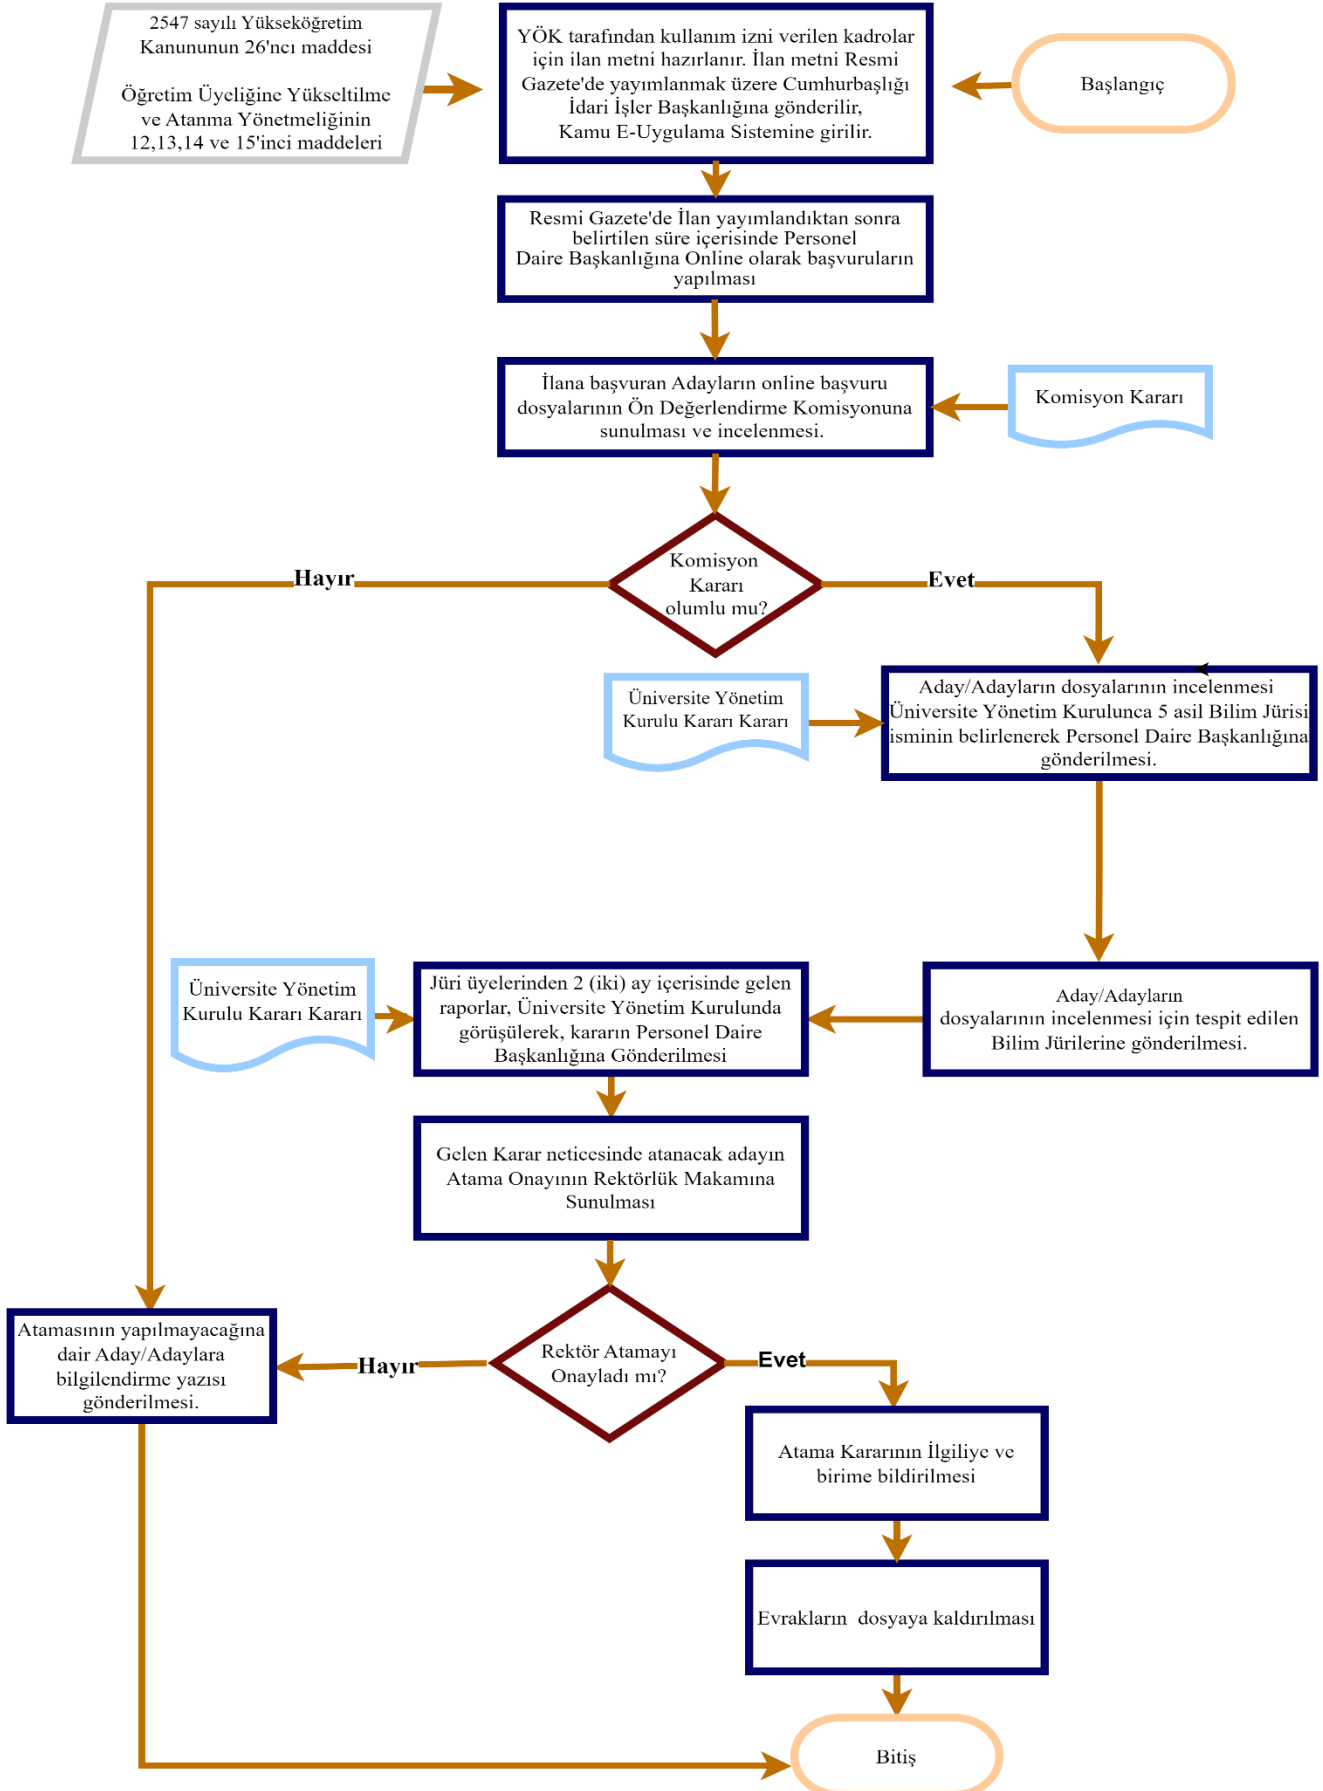 2547 sayılı Yükseköğretim
Kanununun 26'ncı maddesi
Öğretim Üyeliğine Yükseltilme
ve Atanma Yönetmeliğinin
12,13,14 ve 15'inci maddeleri
YÖK tarafından kullanım izni verilen kadrolar
için ilan metni hazırlanır. İlan metni Resmi
Gazete'de yayımlanmak üzere Cumhurbaşlığı
İdari İşler Başkanlığına gönderilir,
Kamu E-Uygulama Sistemine girilir.
Başlangıç
Resmi Gazete'de İlan yayımlandıktan sonra
belirtilen süre içerisinde Personel
Daire Başkanlığına Online olarak başvuruların
yapılması
İlana başvuran Adayların online başvuru
dosyalarının Ön Değerlendirme Komisyonuna
sunulması ve incelenmesi.
Komisyon Kararı
Komisyon
Kararı
olumlu mu?
Hayır
Evet
Üniversite Yönetim
Kurulu Kararı Kararı
Aday/Adayların dosyalarının incelenmesi
Üniversite Yönetim Kurulunca 5 asil Bilim Jürisi
isminin belirlenerek Personel Daire Başkanlığına
gönderilmesi.
Üniversite Yönetim
Kurulu Kararı Kararı
Jüri üyelerinden 2 (iki) ay içerisinde gelen
raporlar, Üniversite Yönetim Kurulunda
görüşülerek, kararın Personel Daire
Başkanlığına Gönderilmesi
Aday/Adayların
dosyalarının incelenmesi için tespit edilen
Bilim Jürilerine gönderilmesi.
Gelen Karar neticesinde atanacak adayın
Atama Onayının Rektörlük Makamına
Sunulması
Atamasının yapılmayacağına
dair Aday/Adaylara
bilgilendirme yazısı
gönderilmesi.
Hayır
Rektör Atamayı
Onayladı mı?
Evet
Atama Kararının İlgiliye ve
birime bildirilmesi
Evrakların dosyaya kaldırılması
Bitiş